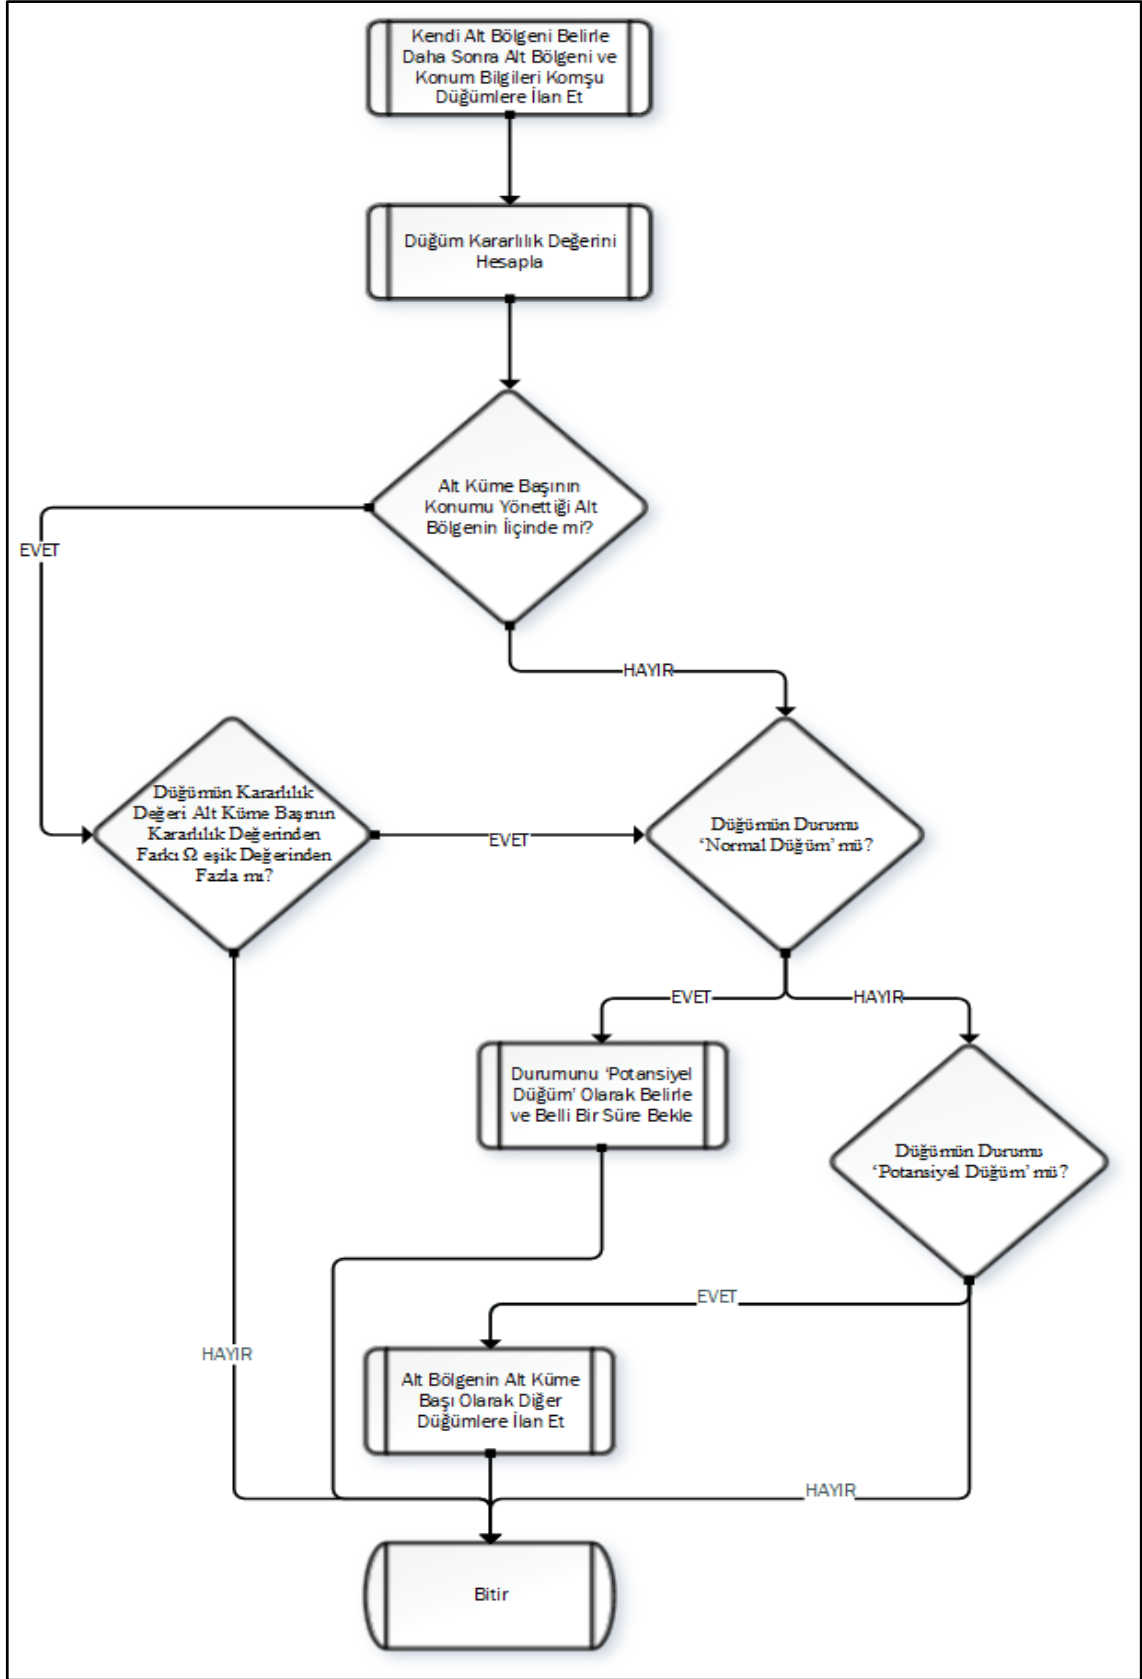 Kendi Alt Bölgeni Belirle
Daha Sonra Alt Bölgeni ve
Konum Bilgileri Komşu
Düğümlere İlan Et
Düğüm Kararlılık Değerini
Hesapla
Alt Küme Başının
Konumu Yönettiği Alt
Bölgenin İiçinde mi?
EVET
HAYIR
Düğümün Kararlılık
Değeri Alt Küme Başının
Kararlılık Değerinden
Farkı Ω eşik Değerinden
Fazla mı?
EVET
Düğümün Durumu
‘Normal Düğüm’ mü?
EVET
HAYIR
Durumunu ‘Potansiyel
Düğüm’ Olarak Belirle
ve Belli Bir Süre Bekle
Düğümün Durumu
‘Potansiyel Düğüm’ mü?
EVET
HAYIR
Alt Bölgenin Alt Küme
Başı Olarak Diğer
Düğümlere İlan Et
HAYIR
Bitir